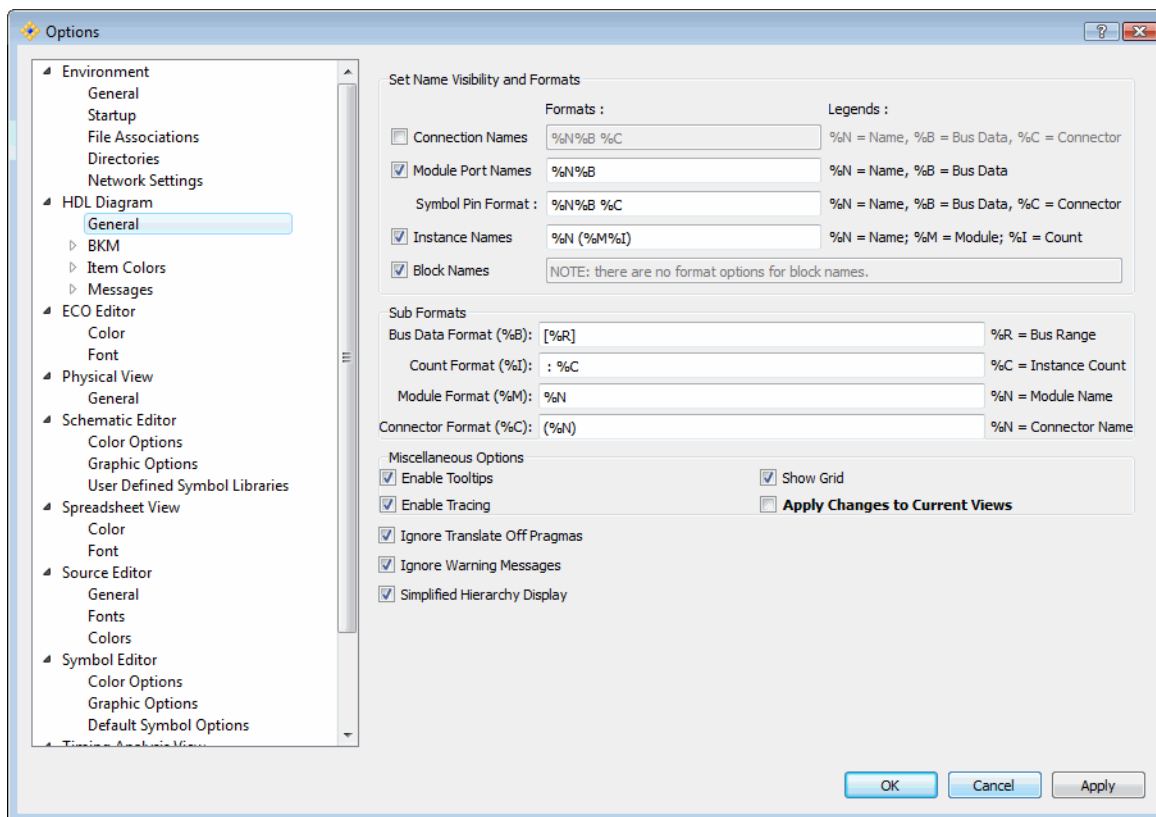 Options
Environment
General
Startup
File Associations
Directories
Network Settings
HDL Diagram
General
BKM
Item Colors
Messages
ECO Editor
Color
Font
Physical View
General
Schematic Editor
Color Options
Graphic Options
User Defined Symbol Libraries
Spreadsheet View
Color
Font
Source Editor
General
Fonts
Colors
Symbol Editor
Color Options
Graphic Options
Default Symbol Options
Timing Analysis View
Set Name Visibility and Formats
Formats : Legends :
Connection Names %N%B %C %N = Name, %B = Bus Data, %C = Connector
Module Port Names %N%B %N = Name, %B = Bus Data
Symbol Pin Format : %N%B %C %N = Name, %B = Bus Data, %C = Connector
Instance Names %N (%M%I) %N = Name; %M = Module; %I = Count
Block Names NOTE: there are no format options for block names.
Sub Formats
Bus Data Format (%B): [%R] %R = Bus Range
Count Format (%I): : %C %C = Instance Count
Module Format (%M): %N %N = Module Name
Connector Format (%C): (%N) %N = Connector Name
Miscellaneous Options
Enable Tooltips Show Grid
Enable Tracing Apply Changes to Current Views
Ignore Translate Off Pragmas
Ignore Warning Messages
Simplified Hierarchy Display
OK Cancel Apply